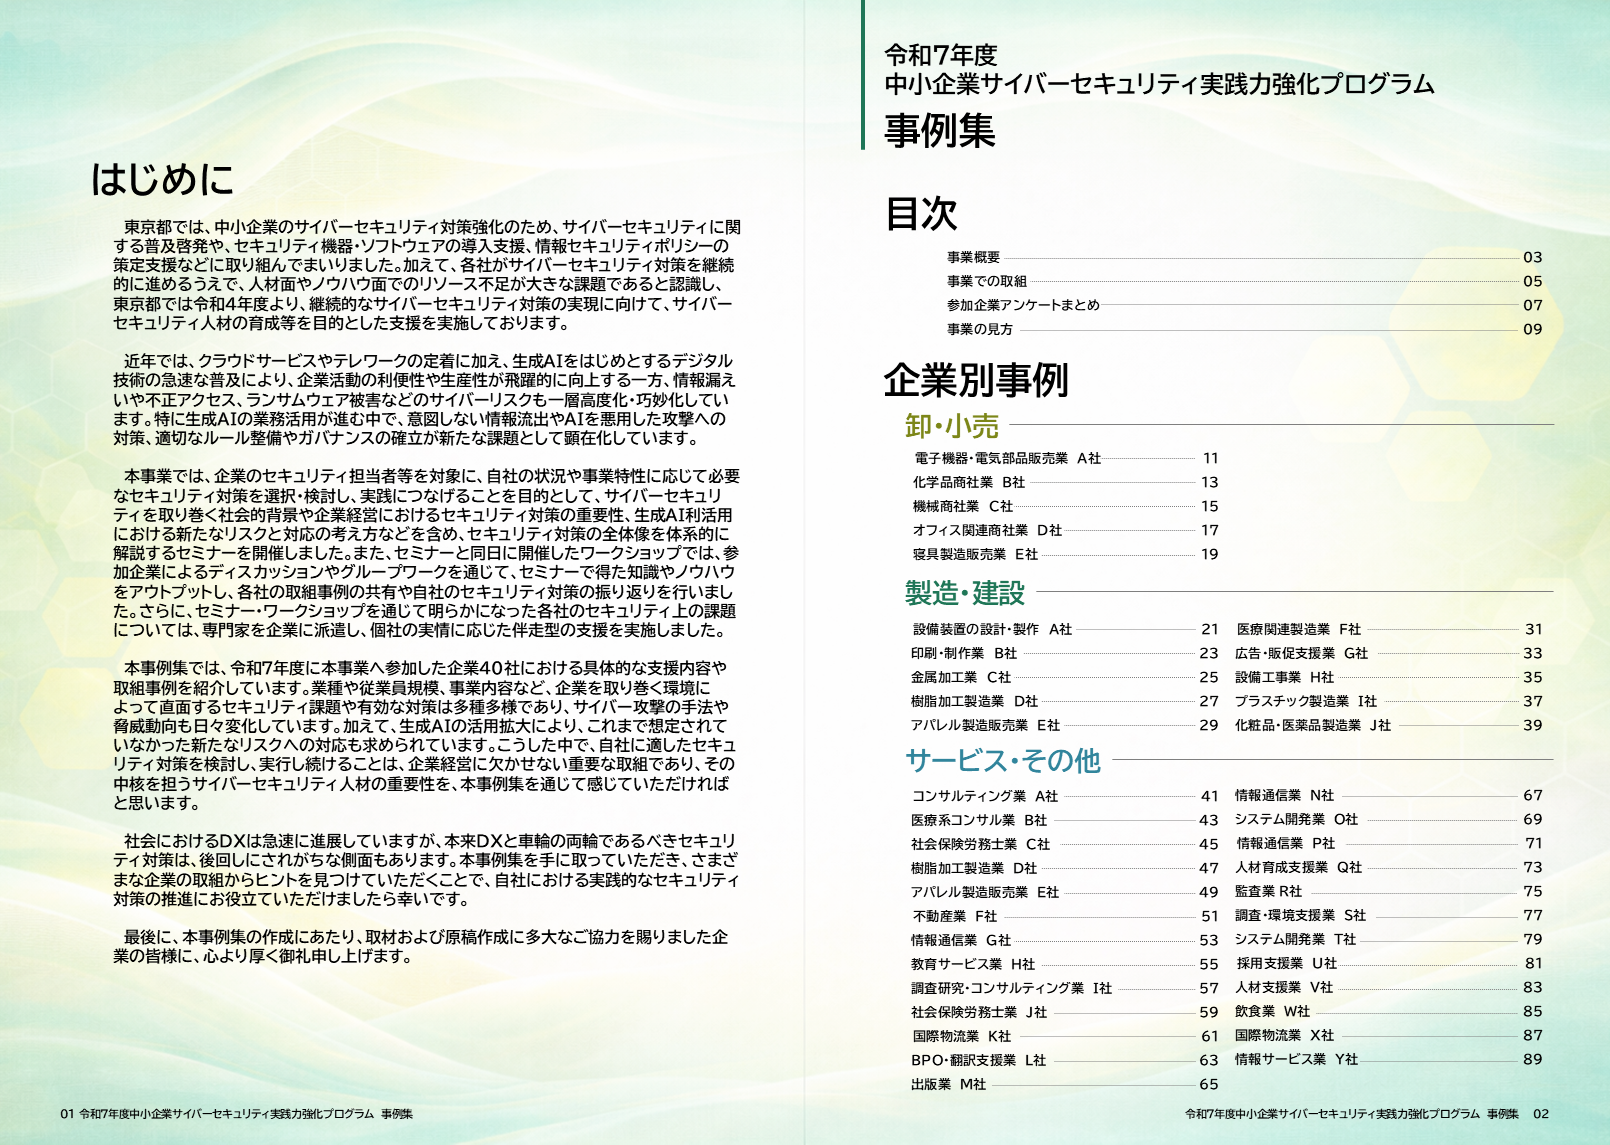 はじめに
東京都では、中小企業のサイバーセキュリティ対策強化のため、サイバーセキュリティに関
する普及啓発や、セキュリティ機器・ソフトウェアの導入支援、情報セキュリティポリシーの
策定支援などに取り組んでまいりました。加えて、各社がサイバーセキュリティ対策を継続
的に進めるうえで、人材面やノウハウ面でのリソース不足が大きな課題であると認識し、
東京都では令和4年度より、継続的なサイバーセキュリティ対策の実現に向けて、サイバー
セキュリティ人材の育成等を目的とした支援を実施しております。
近年では、クラウドサービスやテレワークの定着に加え、生成AIをはじめとするデジタル
技術の急速な普及により、企業活動の利便性や生産性が飛躍的に向上する一方、情報漏え
いや不正アクセス、ランサムウェア被害などのサイバーリスクも一層高度化・巧妙化してい
ます。特に生成AIの業務活用が進む中で、意図しない情報流出やAIを悪用した攻撃への
対策、適切なルール整備やガバナンスの確立が新たな課題として顕在化しています。
本事業では、企業のセキュリティ担当者等を対象に、自社の状況や事業特性に応じて必要
なセキュリティ対策を選択・検討し、実践につなげることを目的として、サイバーセキュリ
ティを取り巻く社会的背景や企業経営におけるセキュリティ対策の重要性、生成AI利活用
における新たなリスクと対応の考え方などを含め、セキュリティ対策の全体像を体系的に
解説するセミナーを開催しました。また、セミナーと同日に開催したワークショップでは、参
加企業によるディスカッションやグループワークを通じて、セミナーで得た知識やノウハウ
をアウトプットし、各社の取組事例の共有や自社のセキュリティ対策の振り返りを行いまし
た。さらに、セミナー・ワークショップを通じて明らかになった各社のセキュリティ上の課題
については、専門家を企業に派遣し、個社の実情に応じた伴走型の支援を実施しました。
本事例集では、令和7年度に本事業へ参加した企業40社における具体的な支援内容や
取組事例を紹介しています。業種や従業員規模、事業内容など、企業を取り巻く環境に
よって直面するセキュリティ課題や有効な対策は多種多様であり、サイバー攻撃の手法や
脅威動向も日々変化しています。加えて、生成AIの活用拡大により、これまで想定されて
いなかった新たなリスクへの対応も求められています。こうした中で、自社に適したセキュ
リティ対策を検討し、実行し続けることは、企業経営に欠かせない重要な取組であり、その
中核を担うサイバーセキュリティ人材の重要性を、本事例集を通じて感じていただければ
と思います。
社会におけるDXは急速に進展していますが、本来DXと車輪の両輪であるべきセキュリ
ティ対策は、後回しにされがちな側面もあります。本事例集を手に取っていただき、さまざ
まな企業の取組からヒントを見つけていただくことで、自社における実践的なセキュリティ
対策の推進にお役立ていただけましたら幸いです。
最後に、本事例集の作成にあたり、取材および原稿作成に多大なご協力を賜りました企
業の皆様に、心より厚く御礼申し上げます。
01 令和7年度中小企業サイバーセキュリティ実践力強化プログラム 事例集
令和7年度
中小企業サイバーセキュリティ実践力強化プログラム
事例集
目次
事業概要 03
事業での取組 05
参加企業アンケートまとめ 07
事業の見方 09
企業別事例
卸・小売
電子機器・電気部品販売業 A社 11
化学品商社業 B社 13
機械商社業 C社 15
オフィス関連商社業 D社 17
寝具製造販売業 E社 19
製造・建設
設備装置の設計・製作 A社 21
印刷・制作業 B社 23
金属加工業 C社 25
樹脂加工製造業 D社 27
アパレル製造販売業 E社 29
医療関連製造業 F社 31
広告・販促支援業 G社 33
設備工事業 H社 35
プラスチック製造業 I社 37
化粧品・医薬品製造業 J社 39
サービス・その他
コンサルティング業 A社 41
医療系コンサル業 B社 43
社会保険労務士業 C社 45
樹脂加工製造業 D社 47
アパレル製造販売業 E社 49
不動産業 F社 51
情報通信業 G社 53
教育サービス業 H社 55
調査研究・コンサルティング業 I社 57
社会保険労務士業 J社 59
国際物流業 K社 61
BPO・翻訳支援業 L社 63
出版業 M社 65
情報通信業 N社 67
システム開発業 O社 69
情報通信業 P社 71
人材育成支援業 Q社 73
監査業 R社 75
調査・環境支援業 S社 77
システム開発業 T社 79
採用支援業 U社 81
人材支援業 V社 83
飲食業 W社 85
国際物流業 X社 87
情報サービス業 Y社 89
令和7年度中小企業サイバーセキュリティ実践力強化プログラム 事例集 02